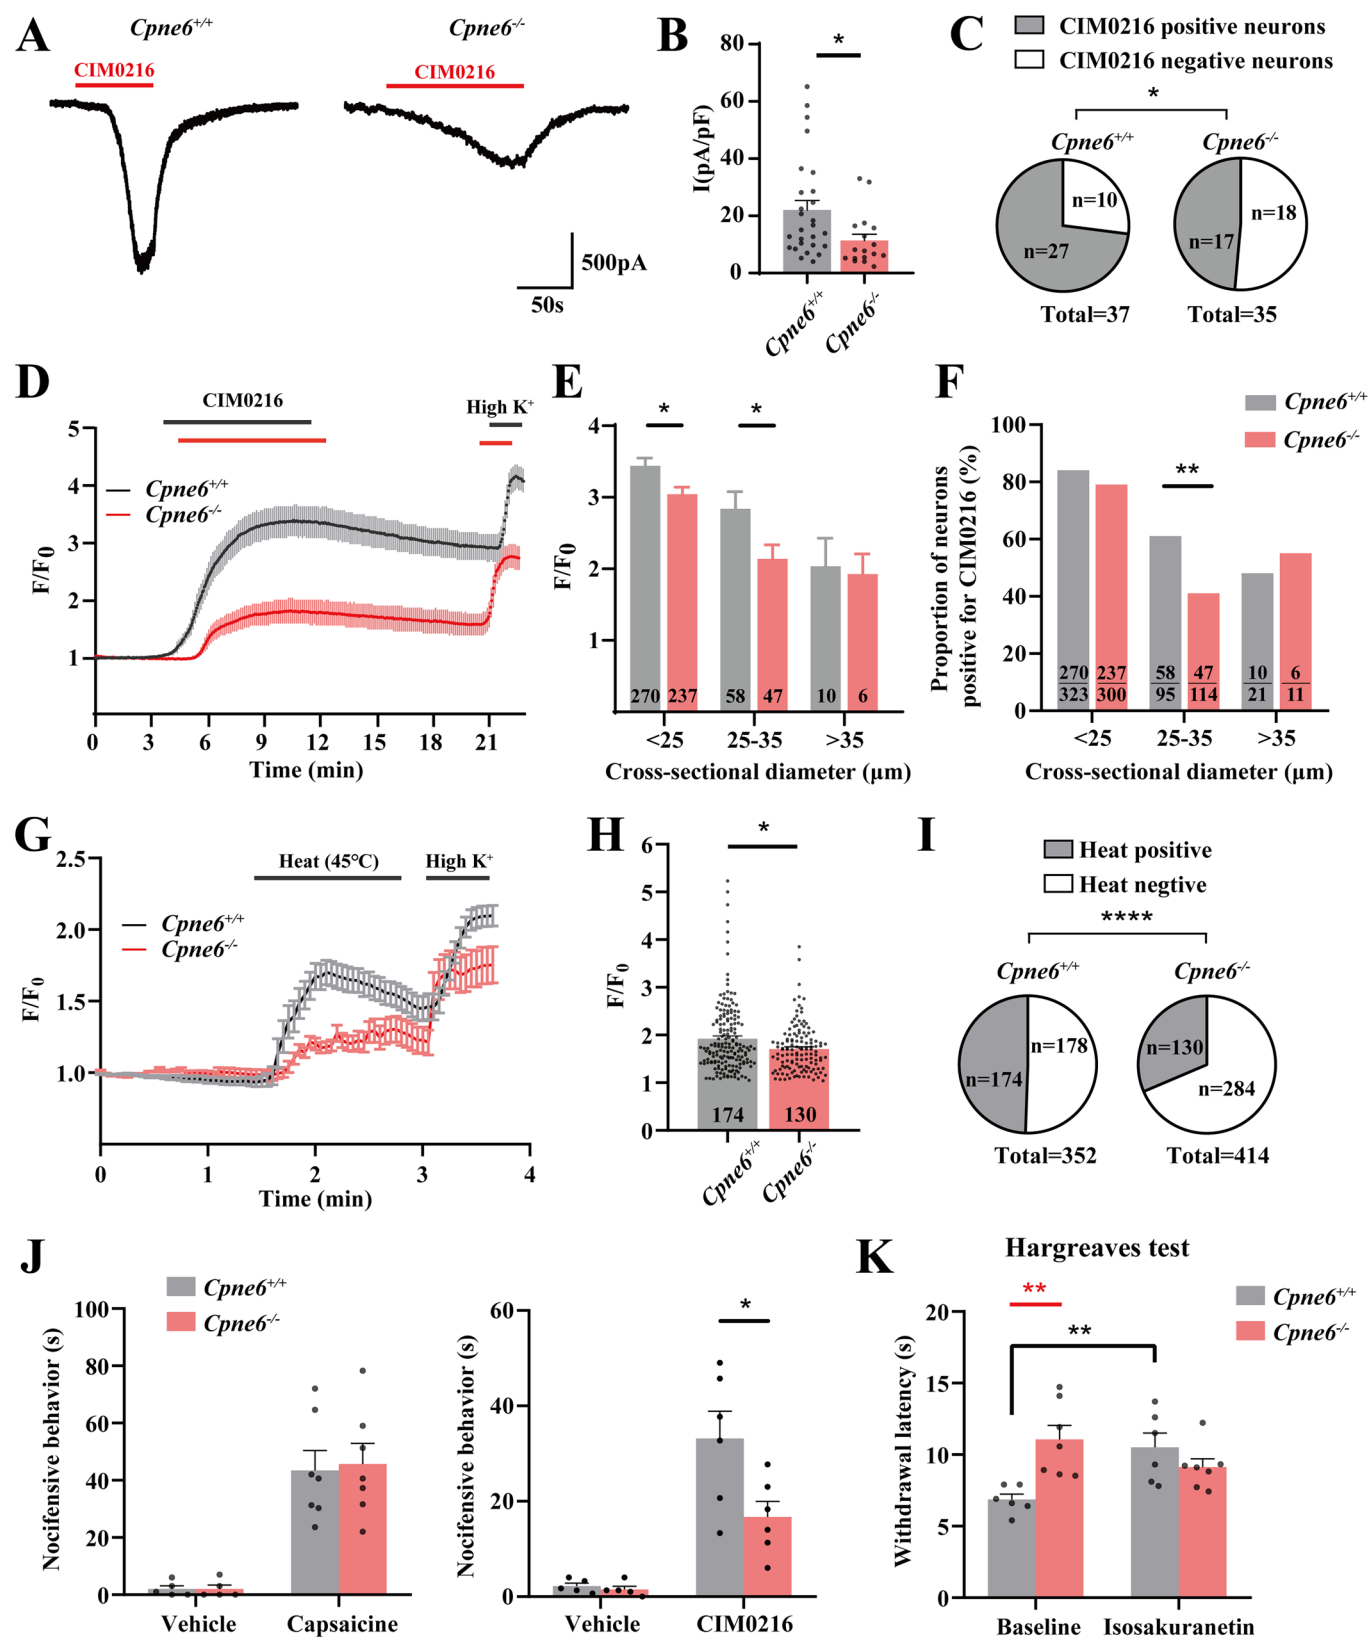 A
Cpne6+/+
Cpne6-/-
CIM0216
CIM0216
500pA
50s
B
*
I(pA/pF)
80
60
40
20
0
Cpne6+/+
Cpne6-/-
C
CIM0216 positive neurons
CIM0216 negative neurons
*
Cpne6+/+
Cpne6-/-
n=10
n=27
n=18
n=17
Total=37
Total=35
D
CIM0216
High K+
Cpne6+/+
Cpne6-/-
F/F0
5
4
3
2
1
0 3 6 9 12 15 18 21
Time (min)
E
* *
F/F0
4
3
2
1
270 237 58 47 10 6
<25 25-35 >35
Cross-sectional diameter (μm)
F
Cpne6+/+
Cpne6-/-
**
Proportion of neurons
positive for CIM0216 (%)
100
80
60
40
20
0
270 237 58 47 10 6
323 300 95 114 21 11
<25 25-35 >35
Cross-sectional diameter (μm)
G
Heat (45℃)
High K+
Cpne6+/+
Cpne6-/-
F/F0
2.5
2.0
1.5
1.0
0 1 2 3 4
Time (min)
H
*
F/F0
6
5
4
3
2
1
0
174 130
Cpne6+/+
Cpne6-/-
I
Heat positive
Heat negtive
****
Cpne6+/+
Cpne6-/-
n=178
n=174
n=130
n=284
Total=352
Total=414
J
Cpne6+/+
Cpne6-/-
Nocifensive behavior (s)
100
80
60
40
20
0
Vehicle Capsaicine
*
Nocifensive behavior (s)
60
40
20
0
Vehicle CIM0216
K
Hargreaves test
Cpne6+/+
Cpne6-/-
**
**
Withdrawal latency (s)
20
15
10
5
0
Baseline Isosakuranetin